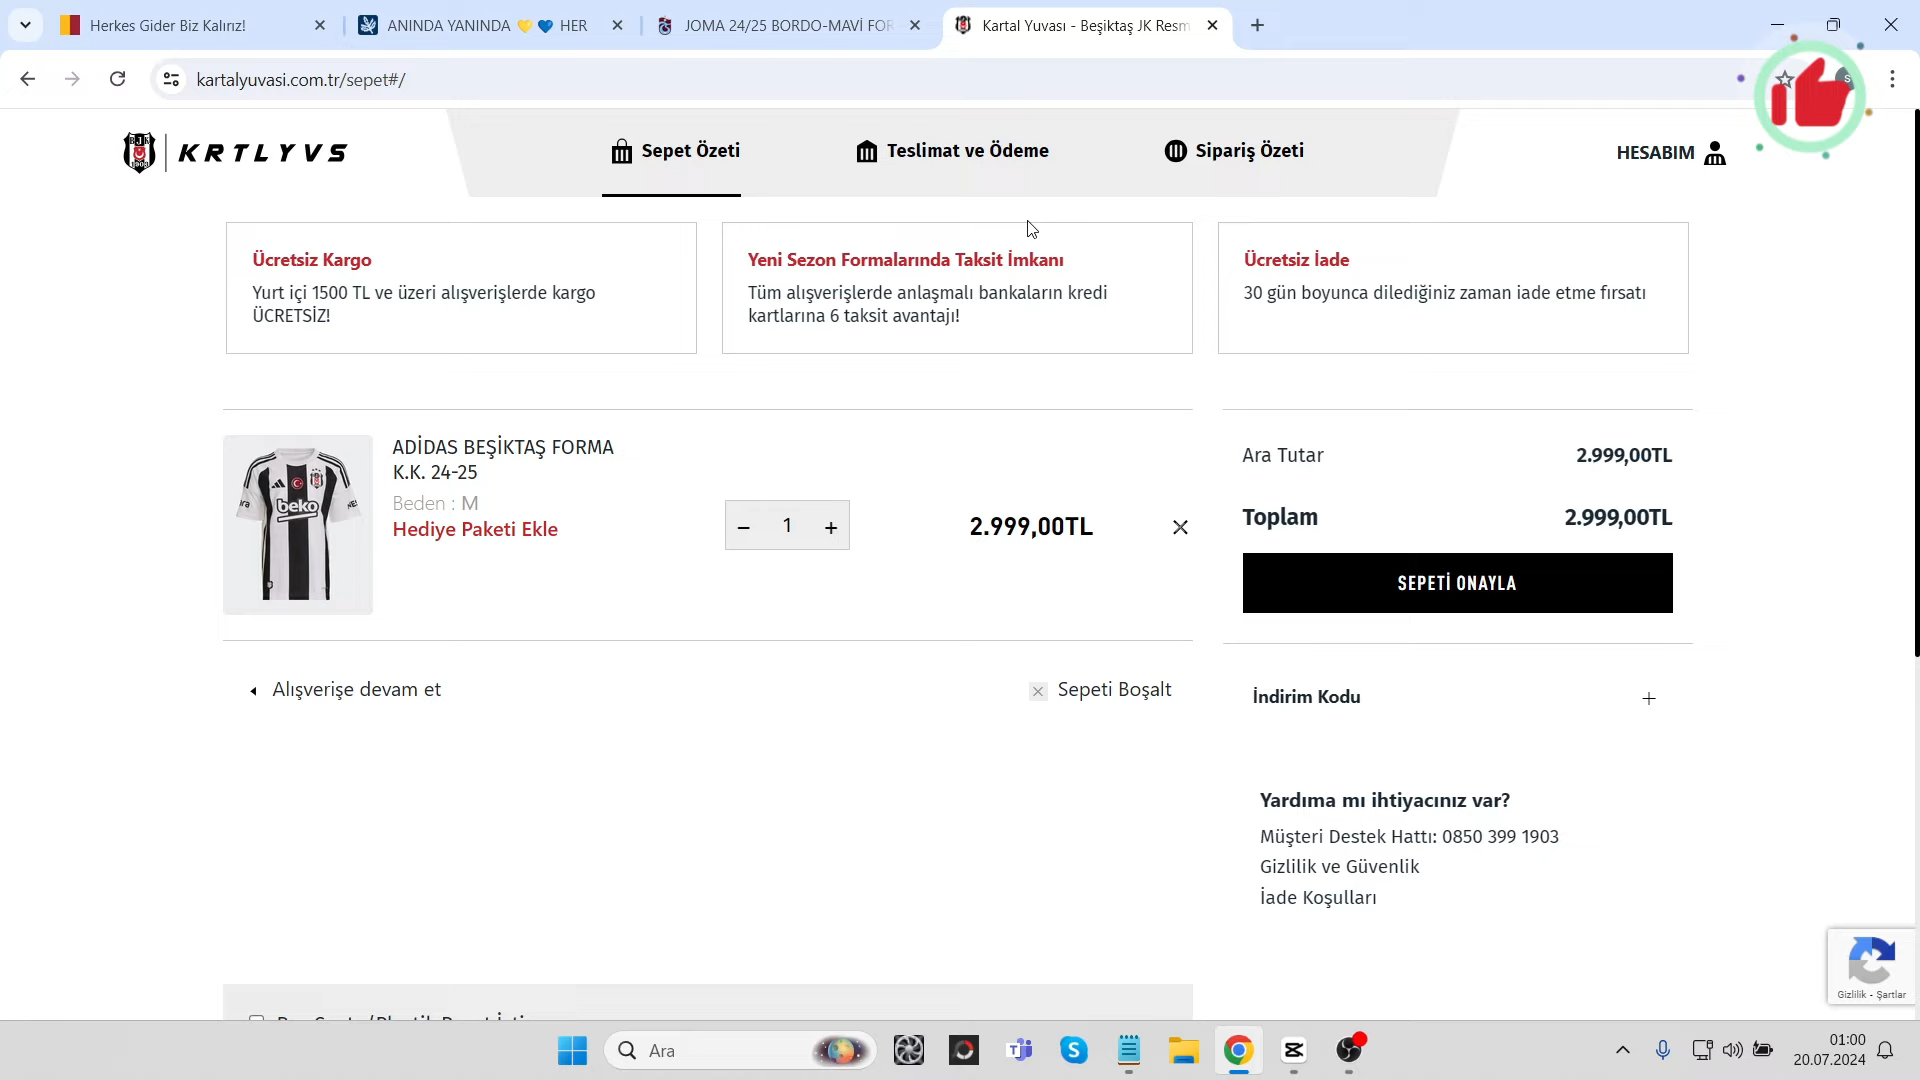 Herkes Gider Biz Kalırız!
ANINDA YANINDA 💛 💙 HER
JOMA 24/25 BORDO-MAVİ FOR
Kartal Yuvası - Beşiktaş JK Resm
kartalyuvasi.com.tr/sepet#/
S
BJK
1903
KRTLYVS
Sepet Özeti
Teslimat ve Ödeme
Sipariş Özeti
HESABIM
Ücretsiz Kargo
Yurt içi 1500 TL ve üzeri alışverişlerde kargo
ÜCRETSİZ!
Yeni Sezon Formalarında Taksit İmkanı
Tüm alışverişlerde anlaşmalı bankaların kredi
kartlarına 6 taksit avantajı!
Ücretsiz İade
30 gün boyunca dilediğiniz zaman iade etme fırsatı
beko
ADİDAS BEŞİKTAŞ FORMA
K.K. 24-25
Beden : M
Hediye Paketi Ekle
− 1 +
2.999,00TL
Ara Tutar 2.999,00TL
Toplam 2.999,00TL
SEPETİ ONAYLA
Alışverişe devam et
Sepeti Boşalt
İndirim Kodu +
Yardıma mı ihtiyacınız var?
Müşteri Destek Hattı: 0850 399 1903
Gizlilik ve Güvenlik
İade Koşulları
Gizlilik - Şartlar
Ara
01:00
20.07.2024